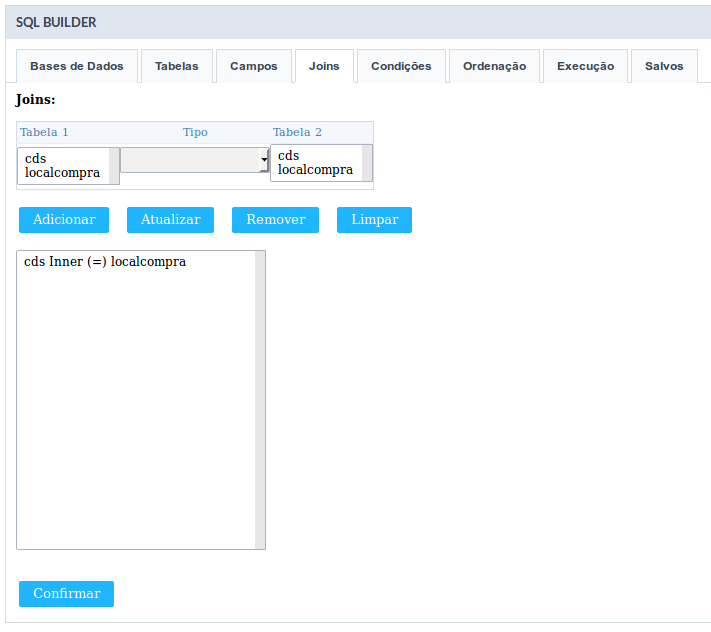 SQL BUILDER
Bases de Dados Tabelas Campos Joins Condições Ordenação Execução Salvos
Joins:
Tabela 1 Tipo Tabela 2
cds cds
localcompra localcompra
Adicionar Atualizar Remover Limpar
cds Inner (=) localcompra
Confirmar